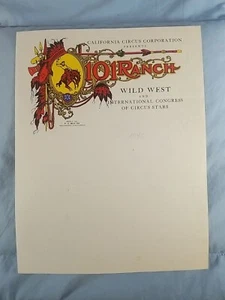 CALIFORNIA CIRCUS CORPORATION
PRESENTS
101 RANCH
WILD WEST
AND
INTERNATIONAL CONGRESS
OF CIRCUS STARS